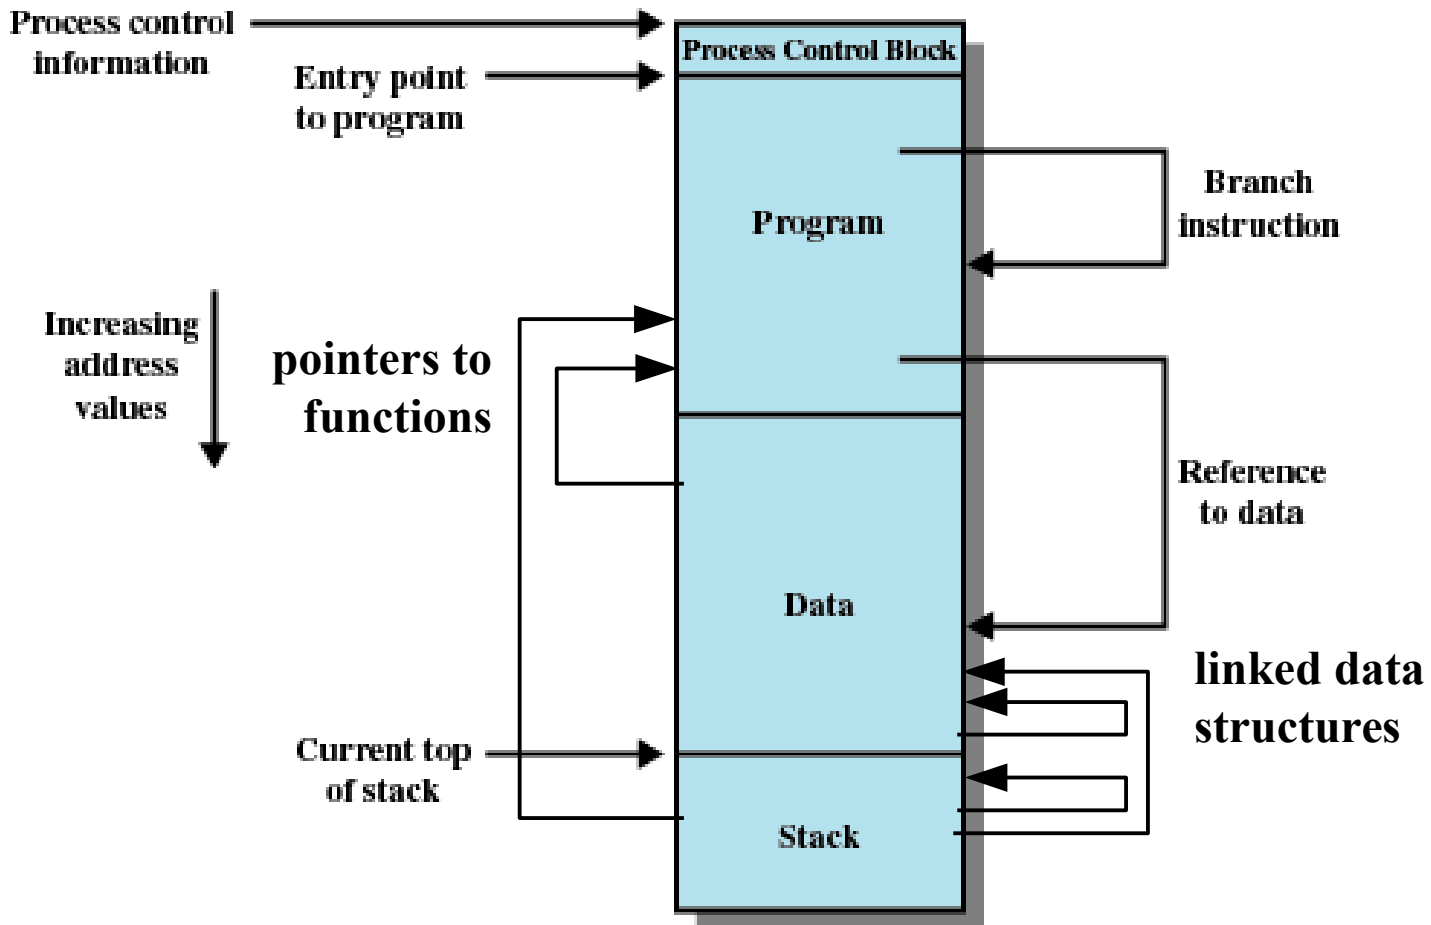 Process control
information
Process Control Block
Entry point
to program
Branch
instruction
Program
Increasing
address
values
pointers to
functions
Reference
to data
Data
linked data
structures
Current top
of stack
Stack